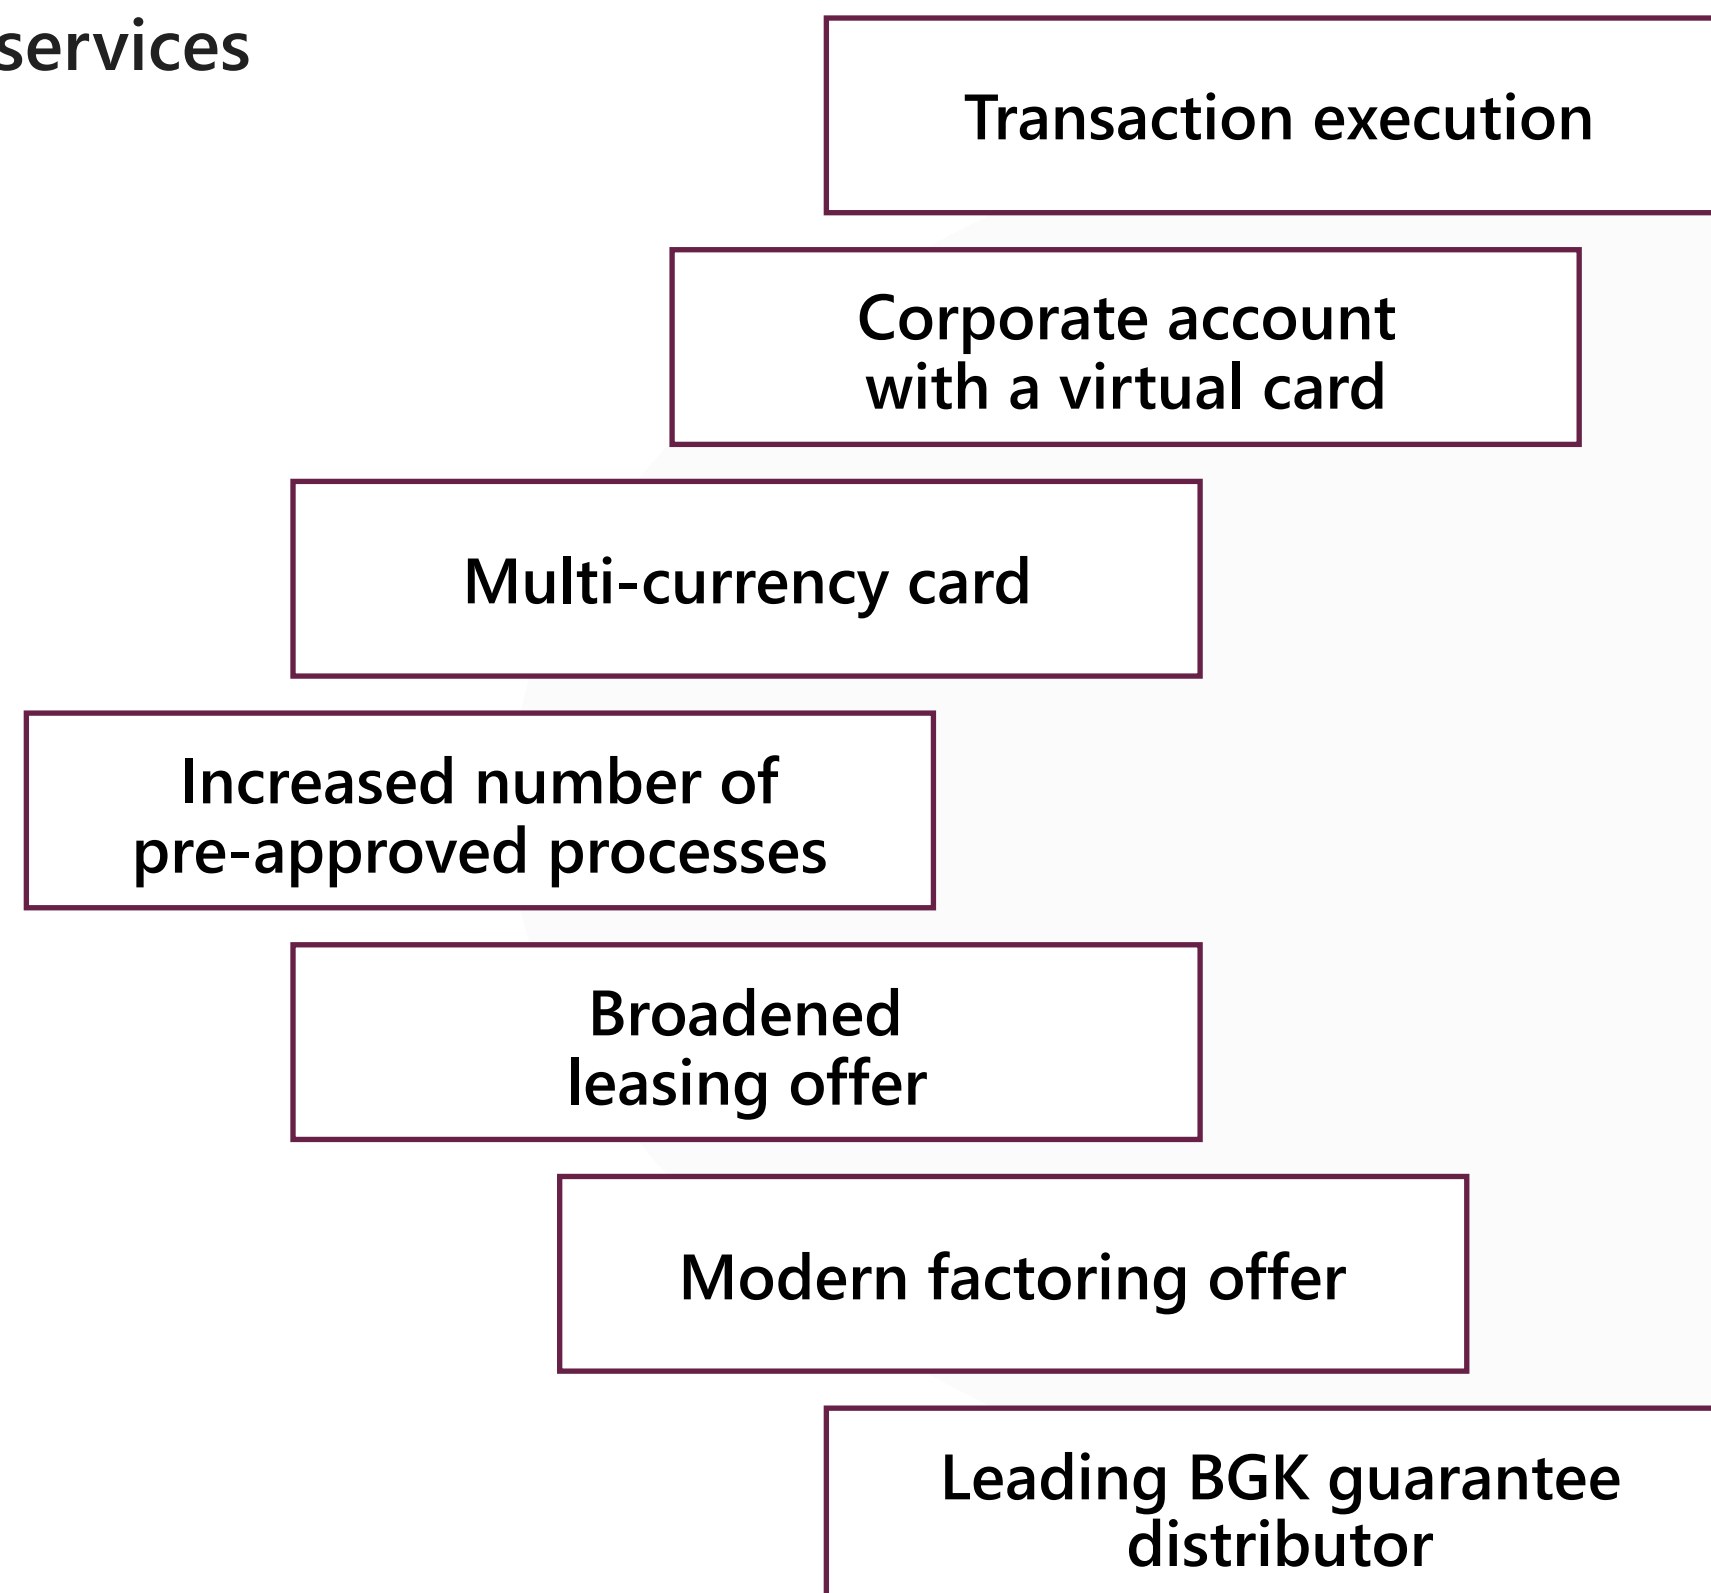 services
Transaction execution
Corporate account
with a virtual card
Multi-currency card
Increased number of
pre-approved processes
Broadened
leasing offer
Modern factoring offer
Leading BGK guarantee
distributor